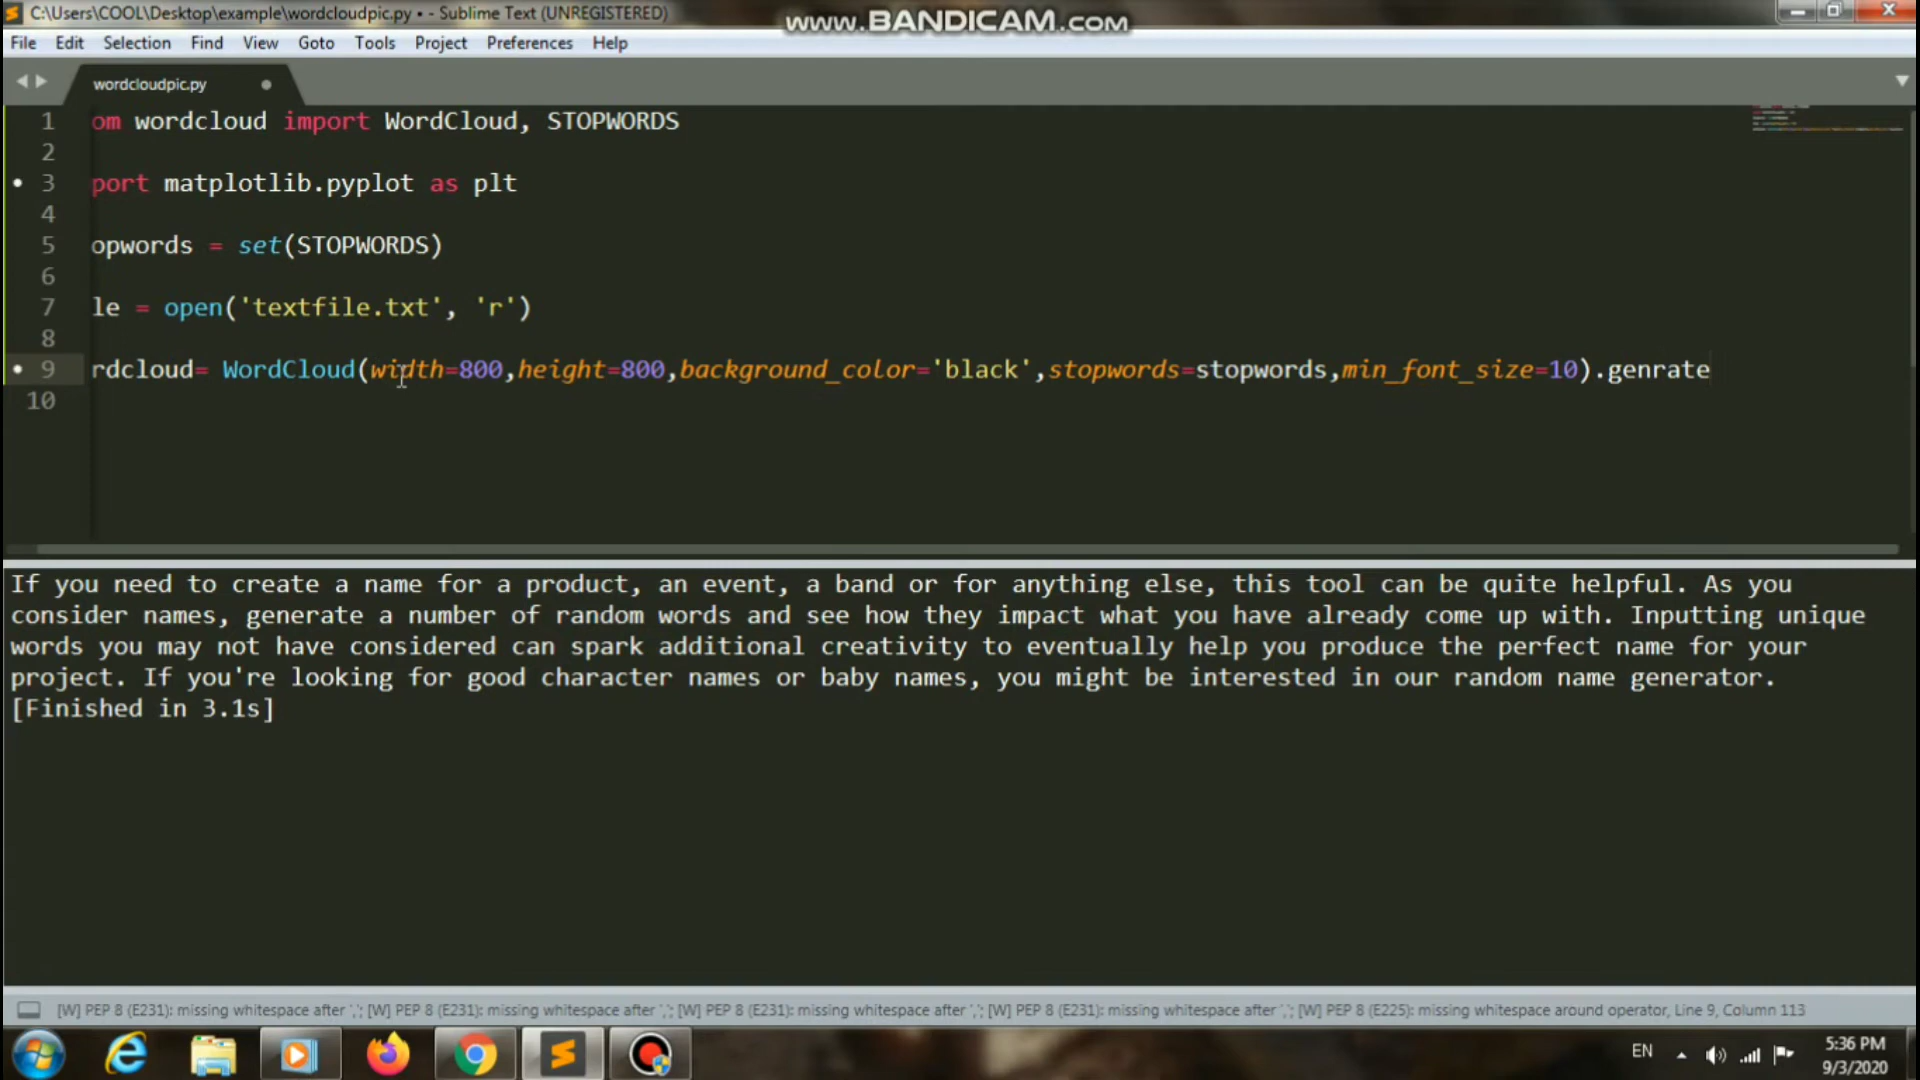 C:\Users\COOL\Desktop\example\wordcloudpic.py • - Sublime Text (UNREGISTERED)
www.BANDICAM.com
File Edit Selection Find View Goto Tools Project Preferences Help
wordcloudpic.py
1 om wordcloud import WordCloud, STOPWORDS
2
3 port matplotlib.pyplot as plt
4
5 opwords = set(STOPWORDS)
6
7 le = open('textfile.txt', 'r')
8
9 rdcloud= WordCloud(width=800,height=800,background_color='black',stopwords=stopwords,min_font_size=10).genrate
10
If you need to create a name for a product, an event, a band or for anything else, this tool can be quite helpful. As you
consider names, generate a number of random words and see how they impact what you have already come up with. Inputting unique
words you may not have considered can spark additional creativity to eventually help you produce the perfect name for your
project. If you're looking for good character names or baby names, you might be interested in our random name generator.
[Finished in 3.1s]
[W] PEP 8 (E231): missing whitespace after ','; [W] PEP 8 (E231): missing whitespace after ','; [W] PEP 8 (E231): missing whitespace after ','; [W] PEP 8 (E231): missing whitespace after ','; [W] PEP 8 (E225): missing whitespace around operator, Line 9, Column 113
EN
5:36 PM
9/3/2020